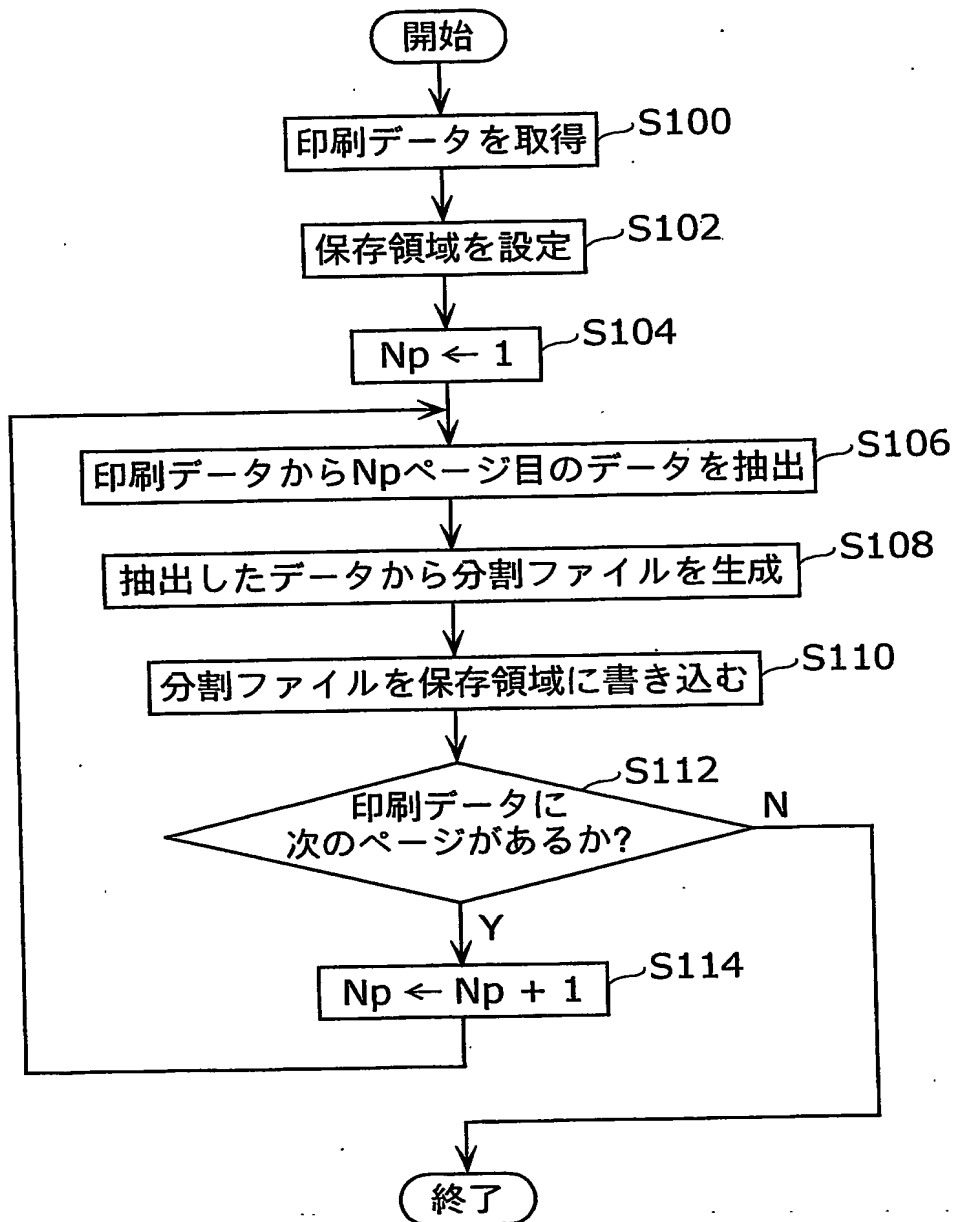 開始
印刷データを取得
S100
保存領域を設定
S102
Np ← 1
S104
印刷データからNpページ目のデータを抽出
S106
抽出したデータから分割ファイルを生成
S108
分割ファイルを保存領域に書き込む
S110
S112
印刷データに
次のページがあるか?
N
Y
Np ← Np + 1
S114
終了